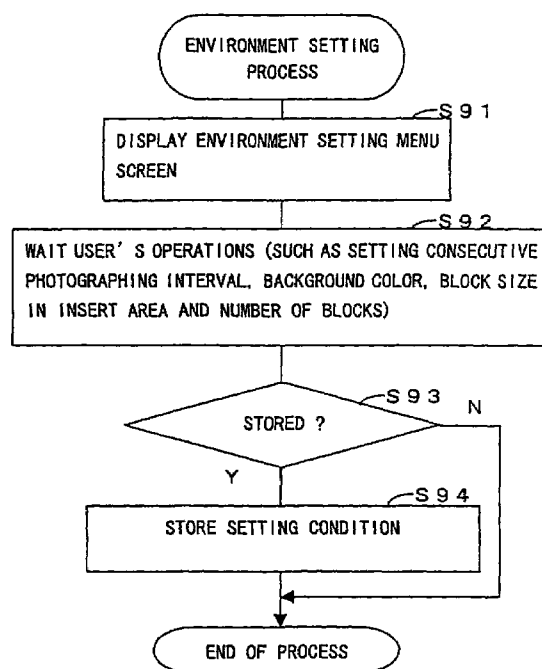 ENVIRONMENT SETTING
PROCESS
S91
DISPLAY ENVIRONMENT SETTING MENU
SCREEN
S92
WAIT USER'S OPERATIONS (SUCH AS SETTING CONSECUTIVE
PHOTOGRAPHING INTERVAL, BACKGROUND COLOR, BLOCK SIZE
IN INSERT AREA AND NUMBER OF BLOCKS)
S93
STORED ?
N
Y
S94
STORE SETTING CONDITION
END OF PROCESS